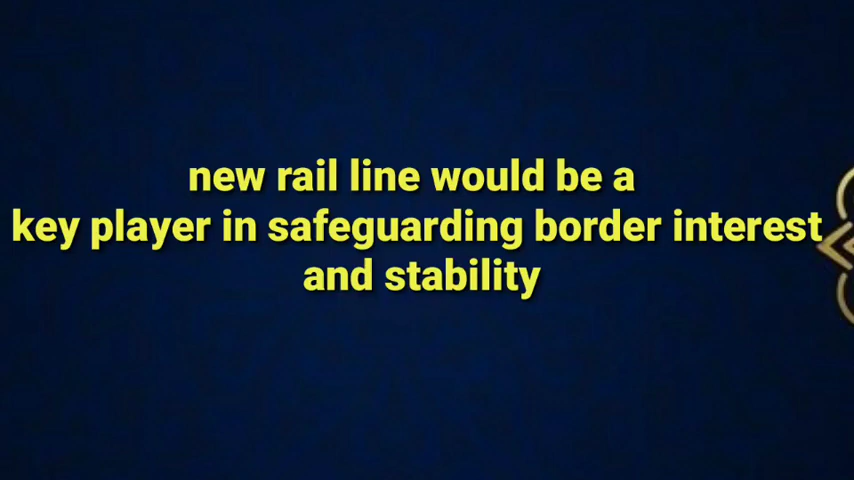 new rail line would be a
key player in safeguarding border interest
and stability